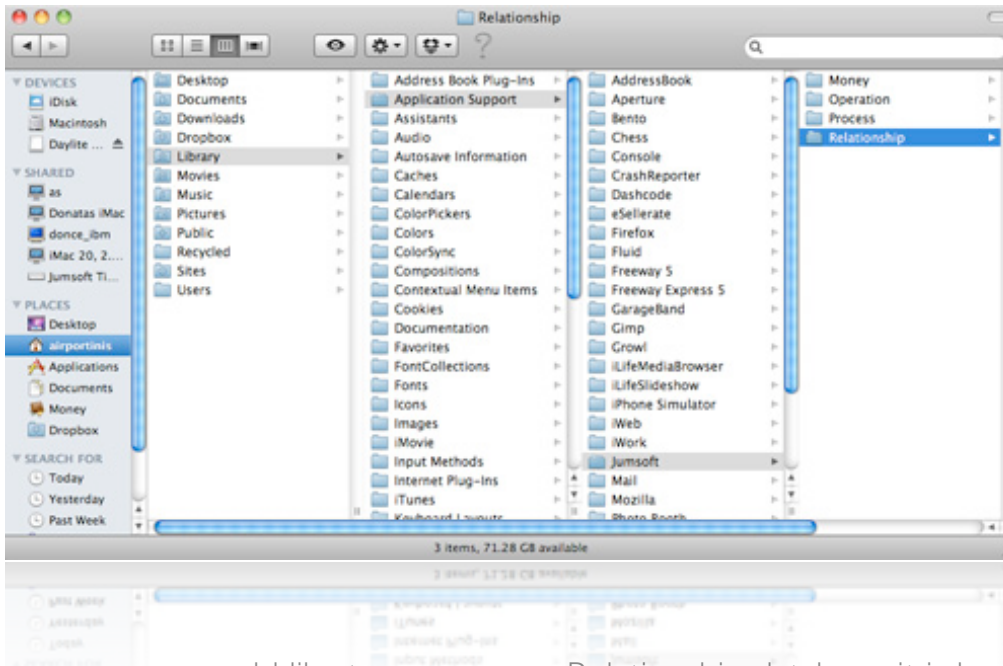 Relationship
DEVICES
iDisk
Macintosh
Daylite ...
SHARED
as
Donatas iMac
donce_ibm
iMac 20, 2....
Jumsoft Ti...
PLACES
Desktop
airportinis
Applications
Documents
Money
Dropbox
SEARCH FOR
Today
Yesterday
Past Week
Desktop
Documents
Downloads
Dropbox
Library
Movies
Music
Pictures
Public
Recycled
Sites
Users
Address Book Plug-Ins
Application Support
Assistants
Audio
Autosave Information
Caches
Calendars
ColorPickers
Colors
ColorSync
Compositions
Contextual Menu Items
Cookies
Documentation
Favorites
FontCollections
Fonts
Icons
Images
iMovie
Input Methods
Internet Plug-Ins
iTunes
Keyboard Layouts
AddressBook
Aperture
Bento
Chess
Console
CrashReporter
Dashcode
eSellerate
Firefox
Fluid
Freeway 5
Freeway Express 5
GarageBand
Gimp
Growl
iLifeMediaBrowser
iLifeSlideshow
iPhone Simulator
iWeb
iWork
Jumsoft
Mail
Mozilla
Photo Booth
Money
Operation
Process
Relationship
3 items, 71.28 GB available